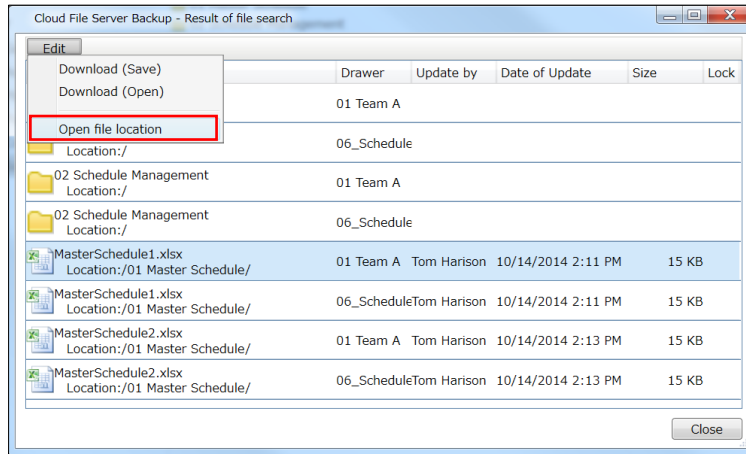 Cloud File Server Backup - Result of file search
Edit
Drawer Update by Date of Update Size Lock
Download (Save)
Download (Open)
Open file location
01 Team A
06_Schedule
Location:/
02 Schedule Management
Location:/
01 Team A
02 Schedule Management
Location:/
06_Schedule
MasterSchedule1.xlsx
Location:/01 Master Schedule/
01 Team A Tom Harison 10/14/2014 2:11 PM 15 KB
MasterSchedule1.xlsx
Location:/01 Master Schedule/
06_Schedule Tom Harison 10/14/2014 2:11 PM 15 KB
MasterSchedule2.xlsx
Location:/01 Master Schedule/
01 Team A Tom Harison 10/14/2014 2:13 PM 15 KB
MasterSchedule2.xlsx
Location:/01 Master Schedule/
06_Schedule Tom Harison 10/14/2014 2:13 PM 15 KB
Close